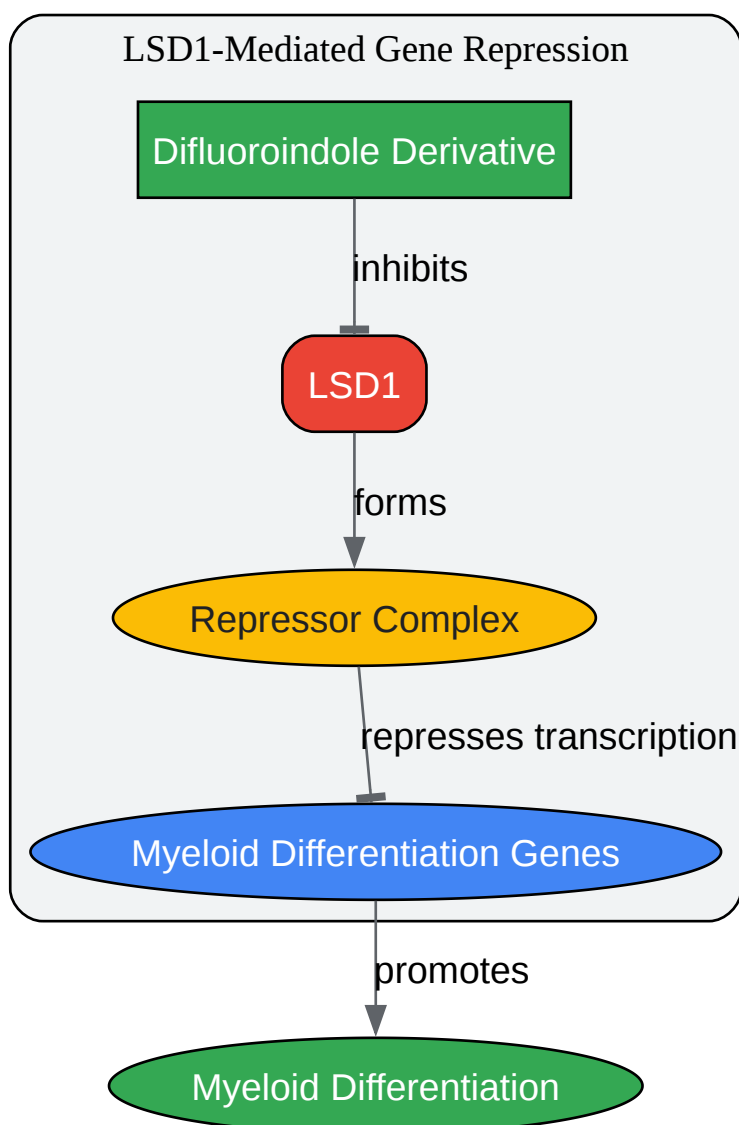 LSD1-Mediated Gene Repression
Difluoroindole Derivative
inhibits
LSD1
forms
Repressor Complex
represses transcription
Myeloid Differentiation Genes
promotes
Myeloid Differentiation